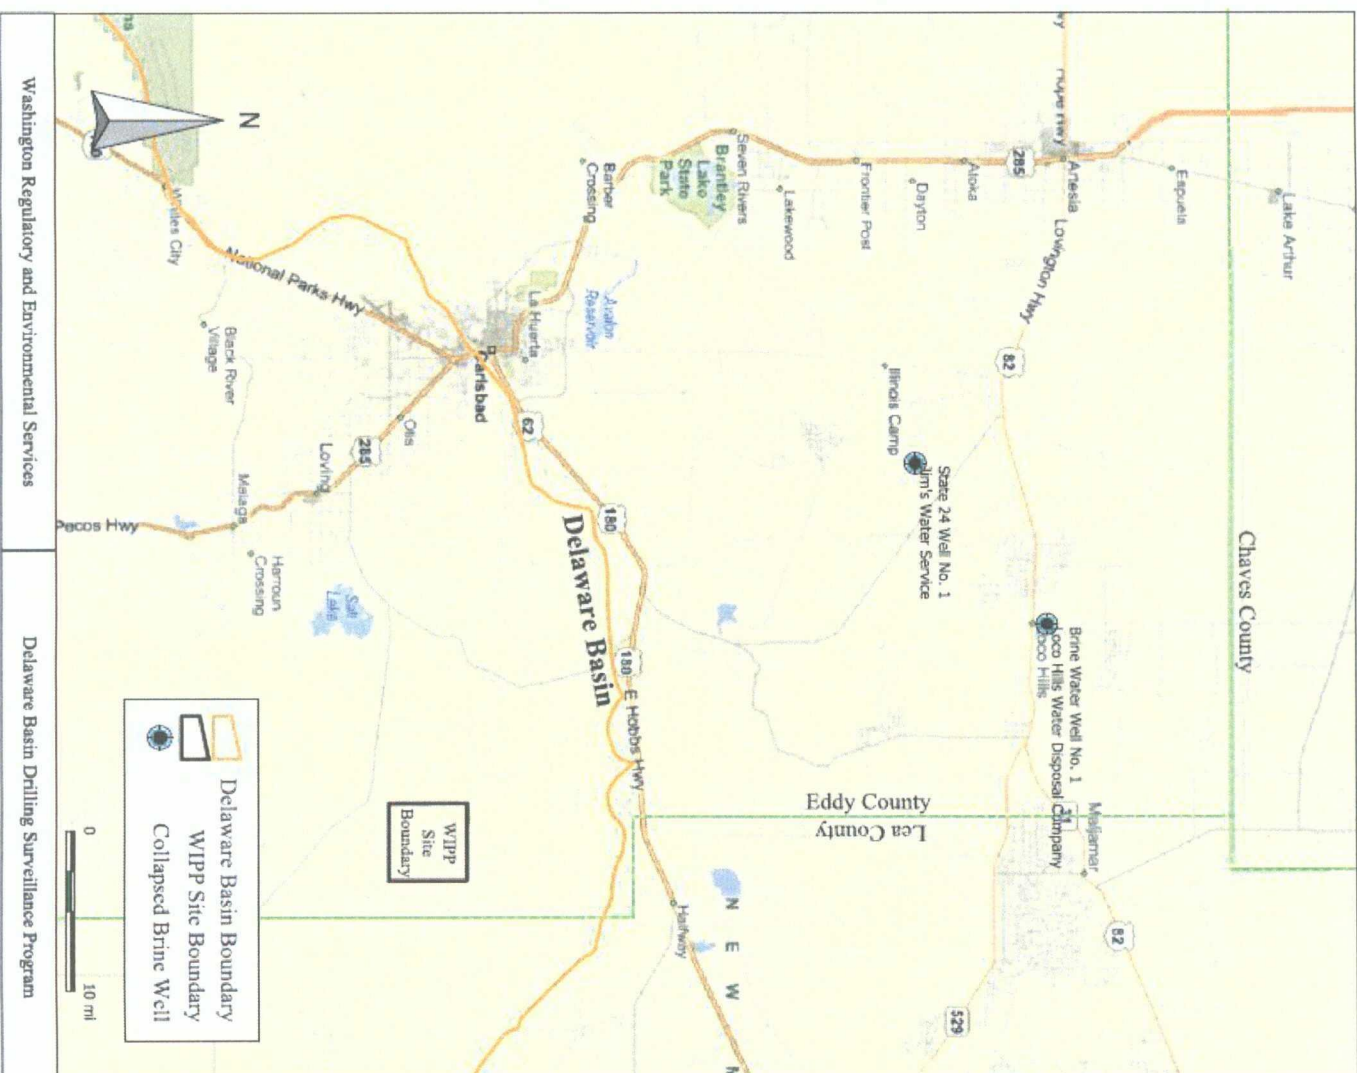 Chaves County
Lake Arthur
Espuela
Hope Hwy
Artesia
Lovington Hwy
285
Atoka
Dayton
82
Frontier Post
Lakewood
Seven Rivers
Brantley
Lake
State
Park
Illinois Camp
State 24 Well No. 1
Jim's Water Service
Brine Water Well No. 1
Loco Hills Water Disposal Company
Loco Hills
Maljamar
82
529
Eddy County
Lea County
Barber
Crossing
Avalon
Reservoir
La Huerta
Carlsbad
62
180
180
E Hobbs Hwy
Halfway
N E W M
Delaware Basin
National Parks Hwy
Whites City
Black River
Village
Otis
285
Loving
Malaga
Pecos Hwy
Harroun
Crossing
Salt
Lake
WIPP
Site
Boundary
N
Delaware Basin Boundary
WIPP Site Boundary
Collapsed Brine Well
0
10 mi
Washington Regulatory and Environmental Services
Delaware Basin Drilling Surveillance Program